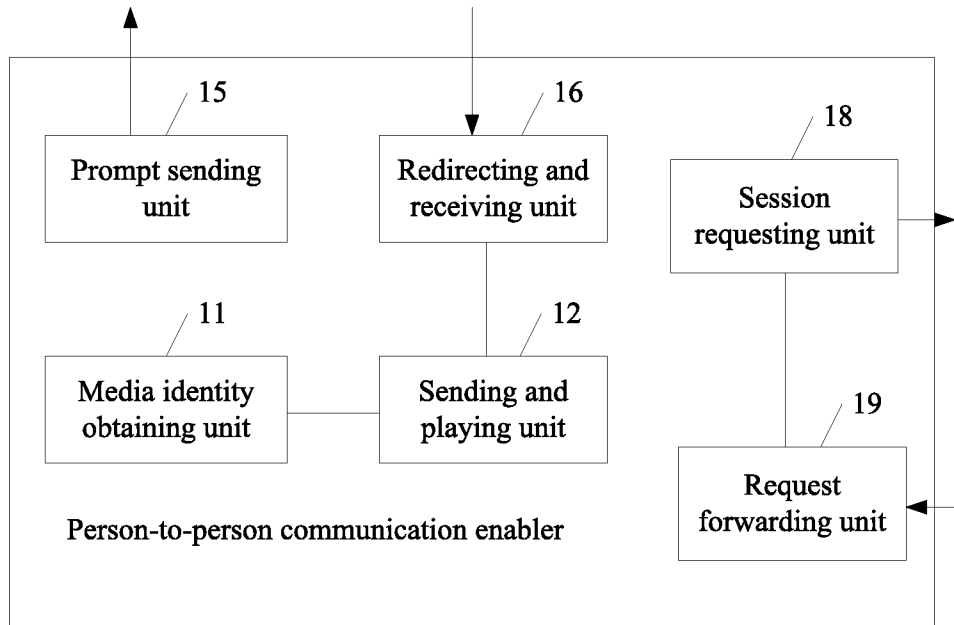 15
Prompt sending
unit
16
Redirecting and
receiving unit
18
Session
requesting unit
11
Media identity
obtaining unit
12
Sending and
playing unit
19
Request
forwarding unit
Person-to-person communication enabler